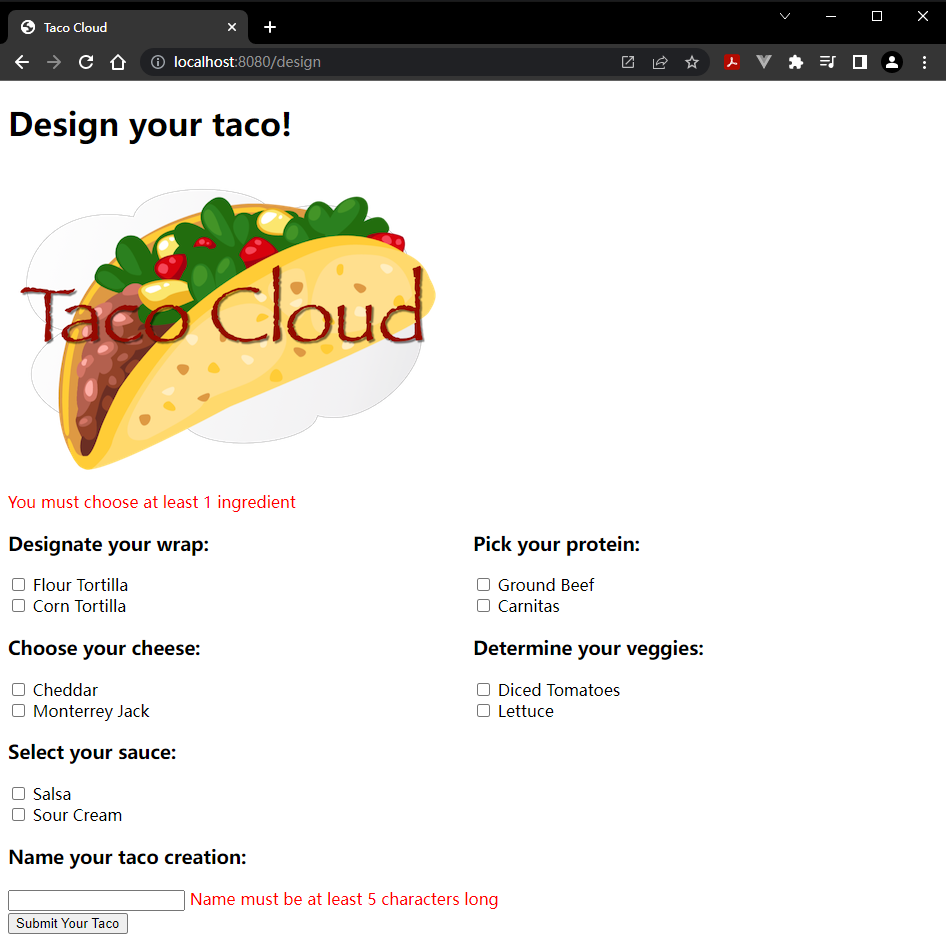 Taco Cloud
localhost:8080/design
Design your taco!
Taco Cloud
You must choose at least 1 ingredient
Designate your wrap:
Flour Tortilla
Corn Tortilla
Pick your protein:
Ground Beef
Carnitas
Choose your cheese:
Cheddar
Monterrey Jack
Determine your veggies:
Diced Tomatoes
Lettuce
Select your sauce:
Salsa
Sour Cream
Name your taco creation:
Name must be at least 5 characters long
Submit Your Taco